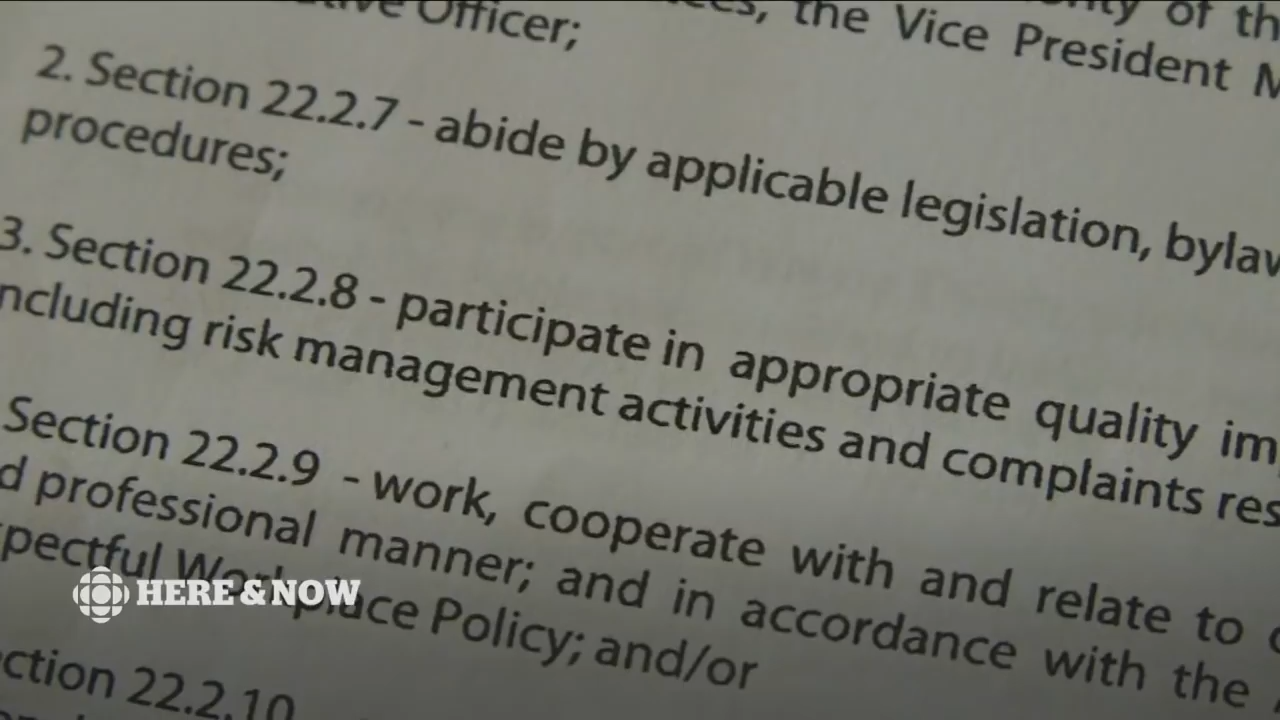 Officer;
the Vice President
2. Section 22.2.7 - abide by applicable legislation,
procedures;
3. Section 22.2.8 - participate in appropriate quality
risk management activities and complaints
Section 22.2.9 - work, cooperate with and relate to
professional manner; and in accordance with the
Workplace Policy; and/or
22.2.10
HERE & NOW